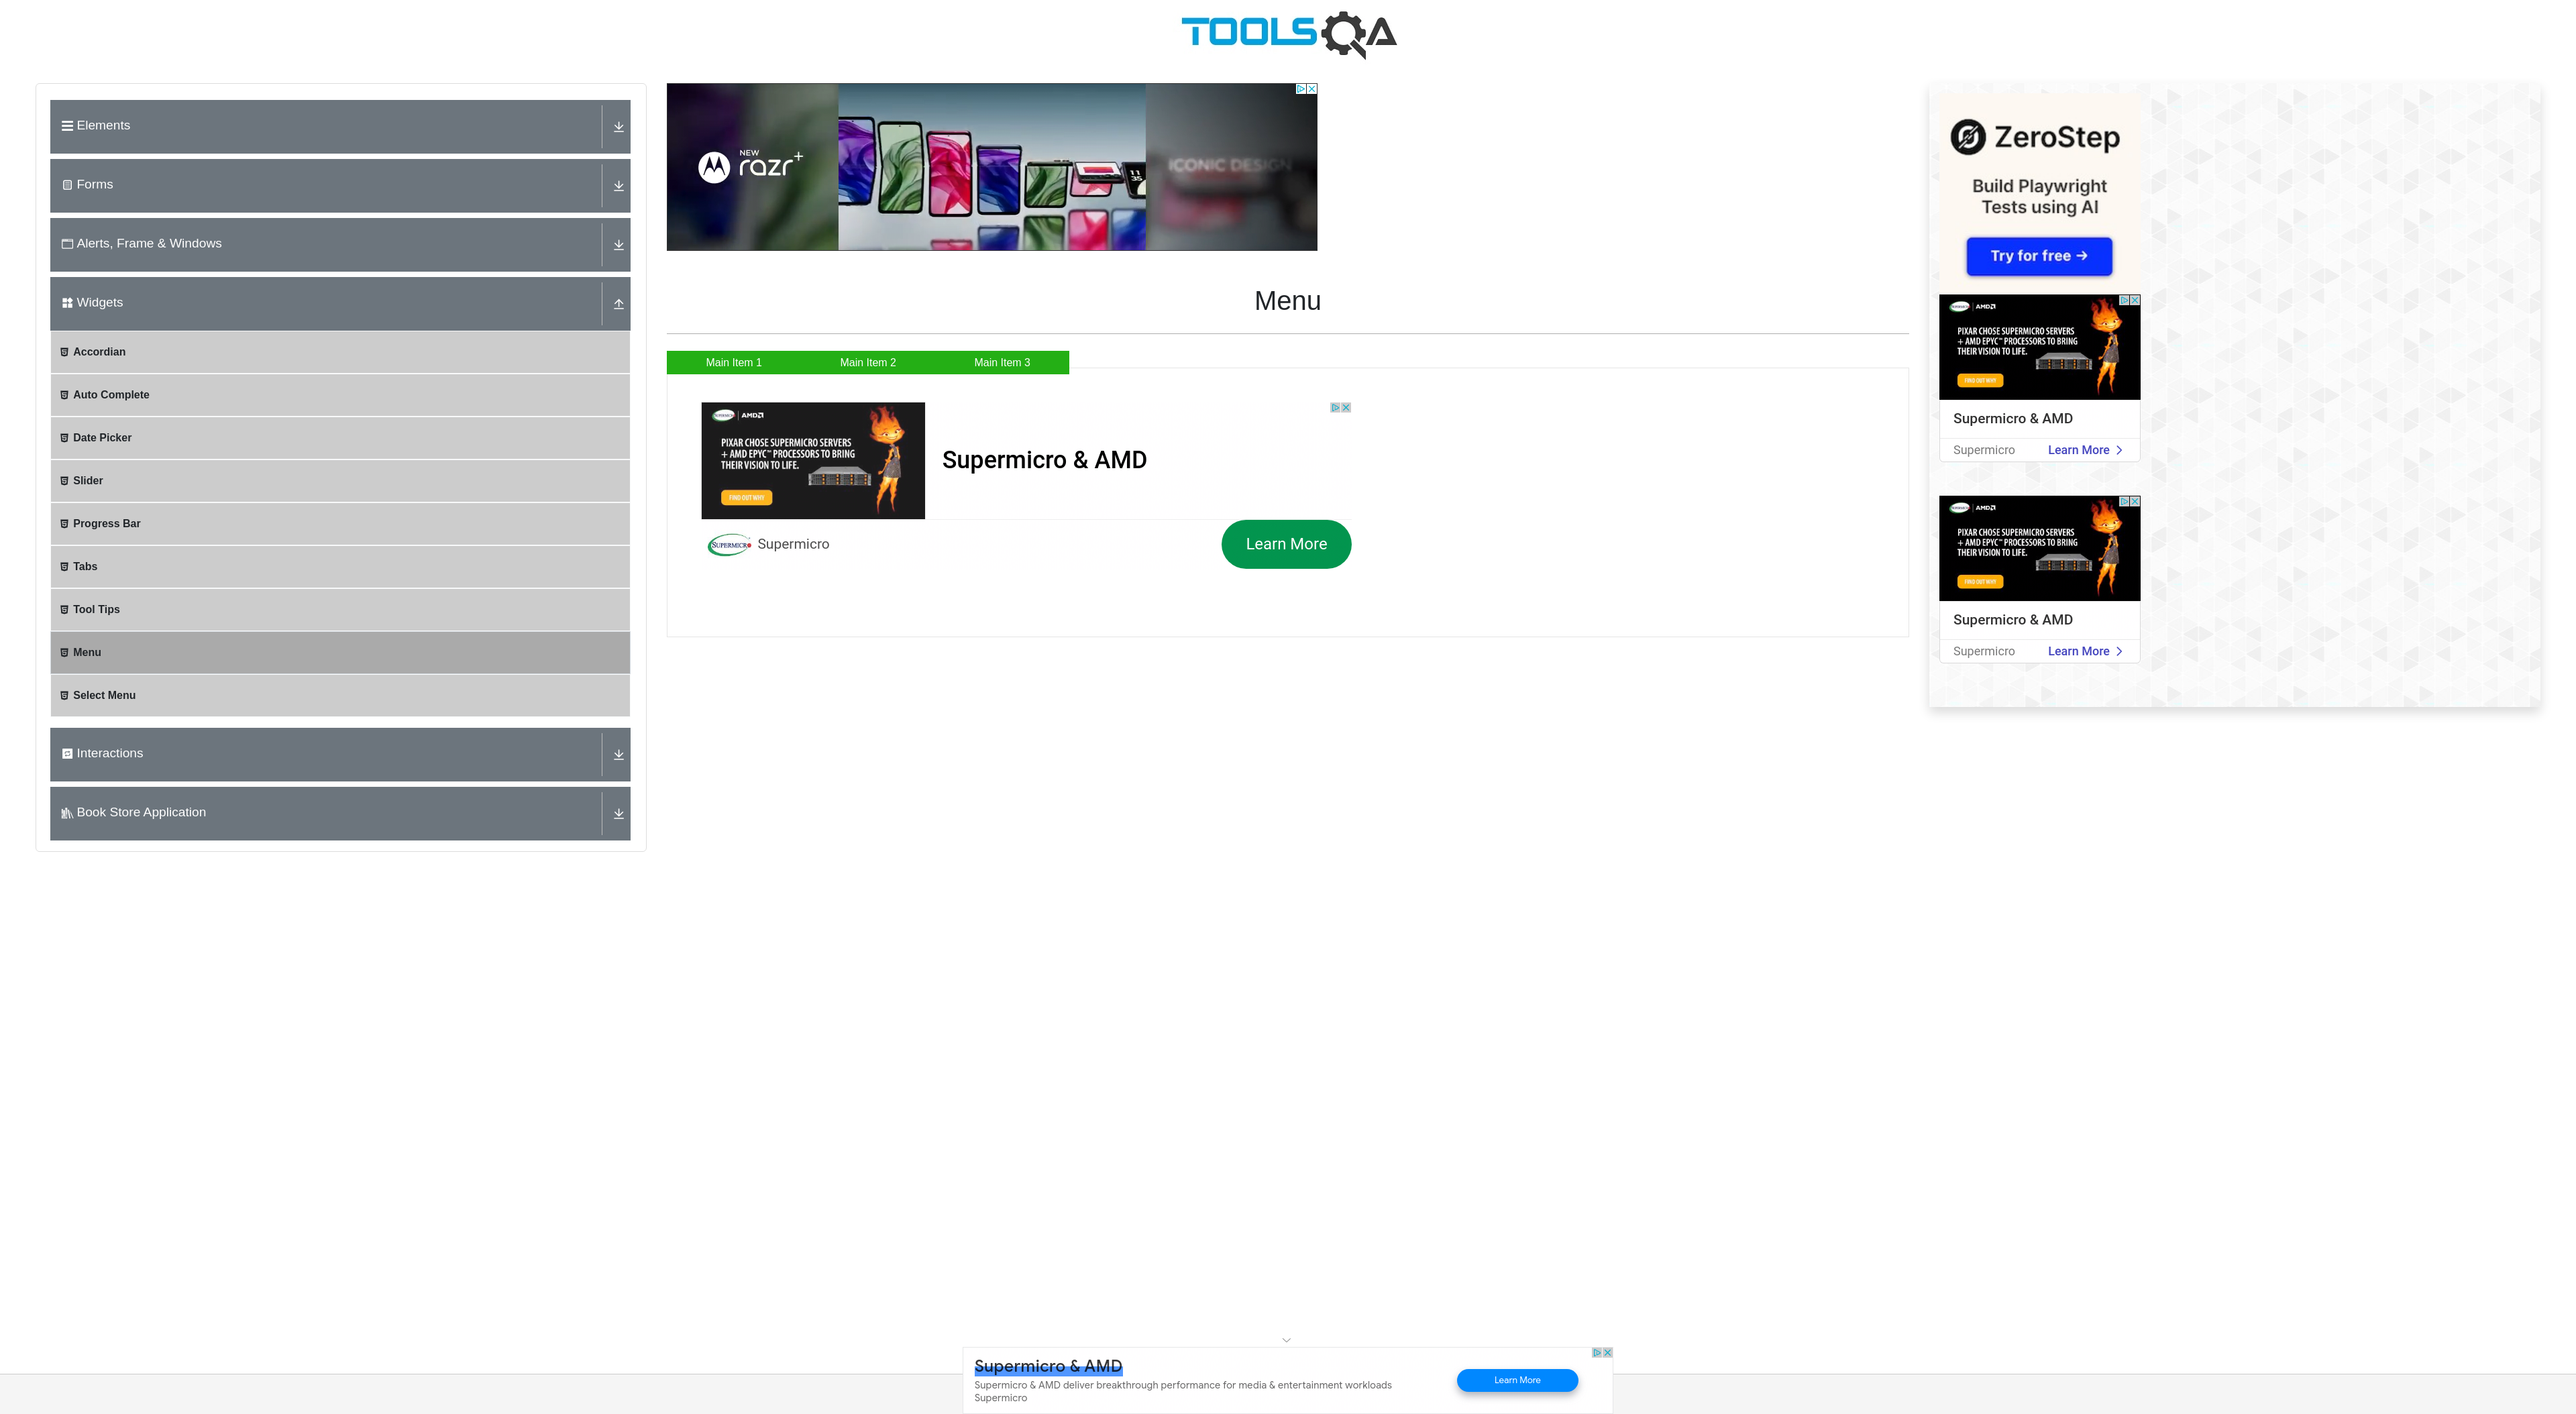 TOOLSQA
Elements
Forms
Alerts, Frame & Windows
Widgets
Accordian
Auto Complete
Date Picker
Slider
Progress Bar
Tabs
Tool Tips
Menu
Select Menu
Interactions
Book Store Application
NEW
razr+
ICONIC DESIGN
11
35
Menu
Main Item 1 Main Item 2 Main Item 3
SUPERMICRO AMD
PIXAR CHOSE SUPERMICRO SERVERS
+ AMD EPYC™ PROCESSORS TO BRING
THEIR VISION TO LIFE.
FIND OUT WHY
Supermicro & AMD
SUPERMICRO Supermicro
Learn More
ZeroStep
Build Playwright
Tests using AI
Try for free →
SUPERMICRO AMD
PIXAR CHOSE SUPERMICRO SERVERS
+ AMD EPYC™ PROCESSORS TO BRING
THEIR VISION TO LIFE.
FIND OUT WHY
Supermicro & AMD
Supermicro Learn More
SUPERMICRO AMD
PIXAR CHOSE SUPERMICRO SERVERS
+ AMD EPYC™ PROCESSORS TO BRING
THEIR VISION TO LIFE.
FIND OUT WHY
Supermicro & AMD
Supermicro Learn More
Supermicro & AMD
Supermicro & AMD deliver breakthrough performance for media & entertainment workloads
Supermicro
Learn More